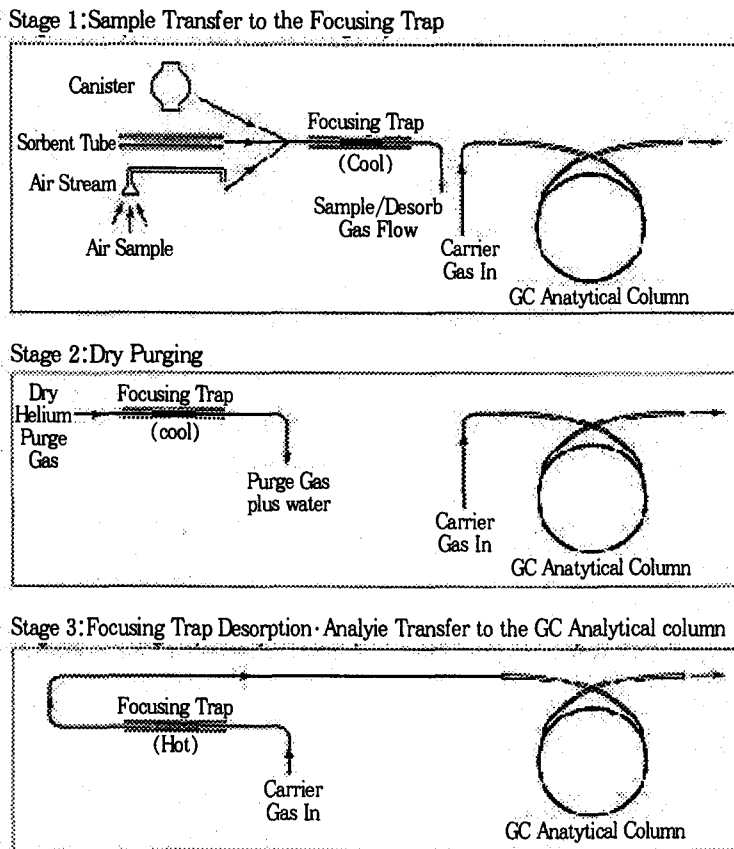 Stage 1:Sample Transfer to the Focusing Trap
Canister
Sorbent Tube
Air Stream
Air Sample
Focusing Trap
(Cool)
Sample/Desorb
Gas Flow
Carrier
Gas In
GC Anatytical Column
Stage 2:Dry Purging
Dry
Helium
Purge
Gas
Focusing Trap
(cool)
Purge Gas
plus water
Carrier
Gas In
GC Anatytical Column
Stage 3:Focusing Trap Desorption·Analyie Transfer to the GC Analytical column
Focusing Trap
(Hot)
Carrier
Gas In
GC Anatytical Column